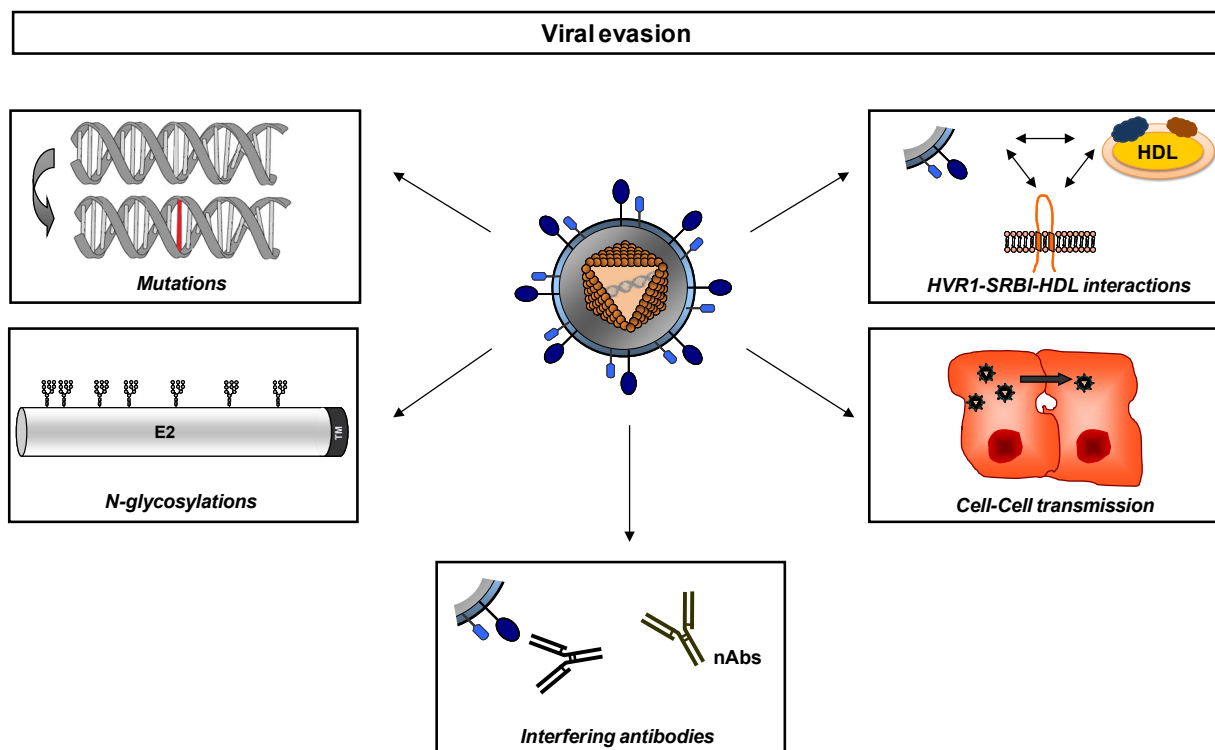 Viral evasion
Mutations
HDL
HVR1-SRBI-HDL interactions
E2
TM
N-glycosylations
Cell-Cell transmission
nAbs
Interfering antibodies